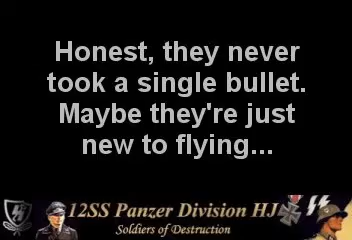 Honest, they never
took a single bullet.
Maybe they're just
new to flying...
12SS Panzer Division HJ
Soldiers of Destruction